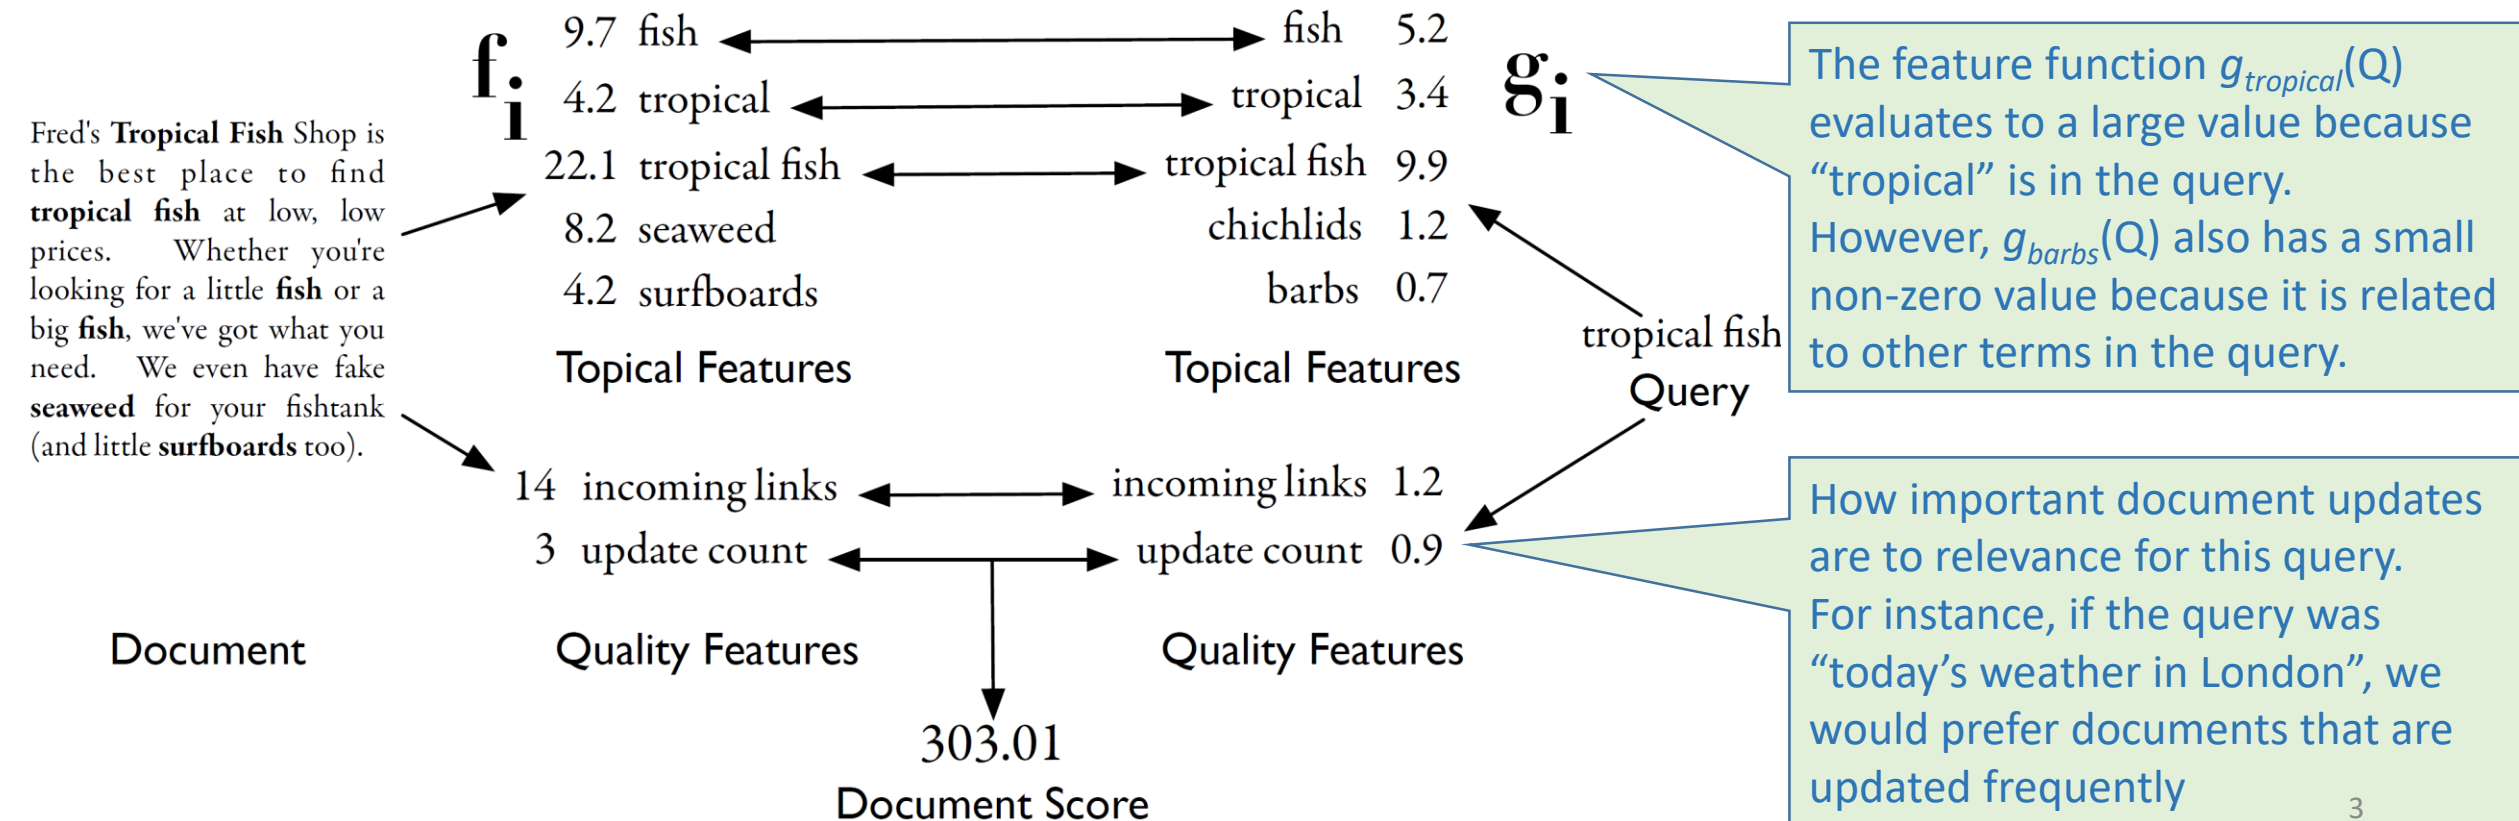 Fred's Tropical Fish Shop is
the best place to find
tropical fish at low, low
prices. Whether you're
looking for a little fish or a
big fish, we've got what you
need. We even have fake
seaweed for your fishtank
(and little surfboards too).
Document
fi
9.7 fish
4.2 tropical
22.1 tropical fish
8.2 seaweed
4.2 surfboards
Topical Features
14 incoming links
3 update count
Quality Features
fish 5.2
tropical 3.4
tropical fish 9.9
chichlids 1.2
barbs 0.7
Topical Features
incoming links 1.2
update count 0.9
Quality Features
gi
303.01
Document Score
tropical fish
Query
The feature function gtropical(Q)
evaluates to a large value because
“tropical” is in the query.
However, gbarbs(Q) also has a small
non-zero value because it is related
to other terms in the query.
How important document updates
are to relevance for this query.
For instance, if the query was
“today’s weather in London”, we
would prefer documents that are
updated frequently
3